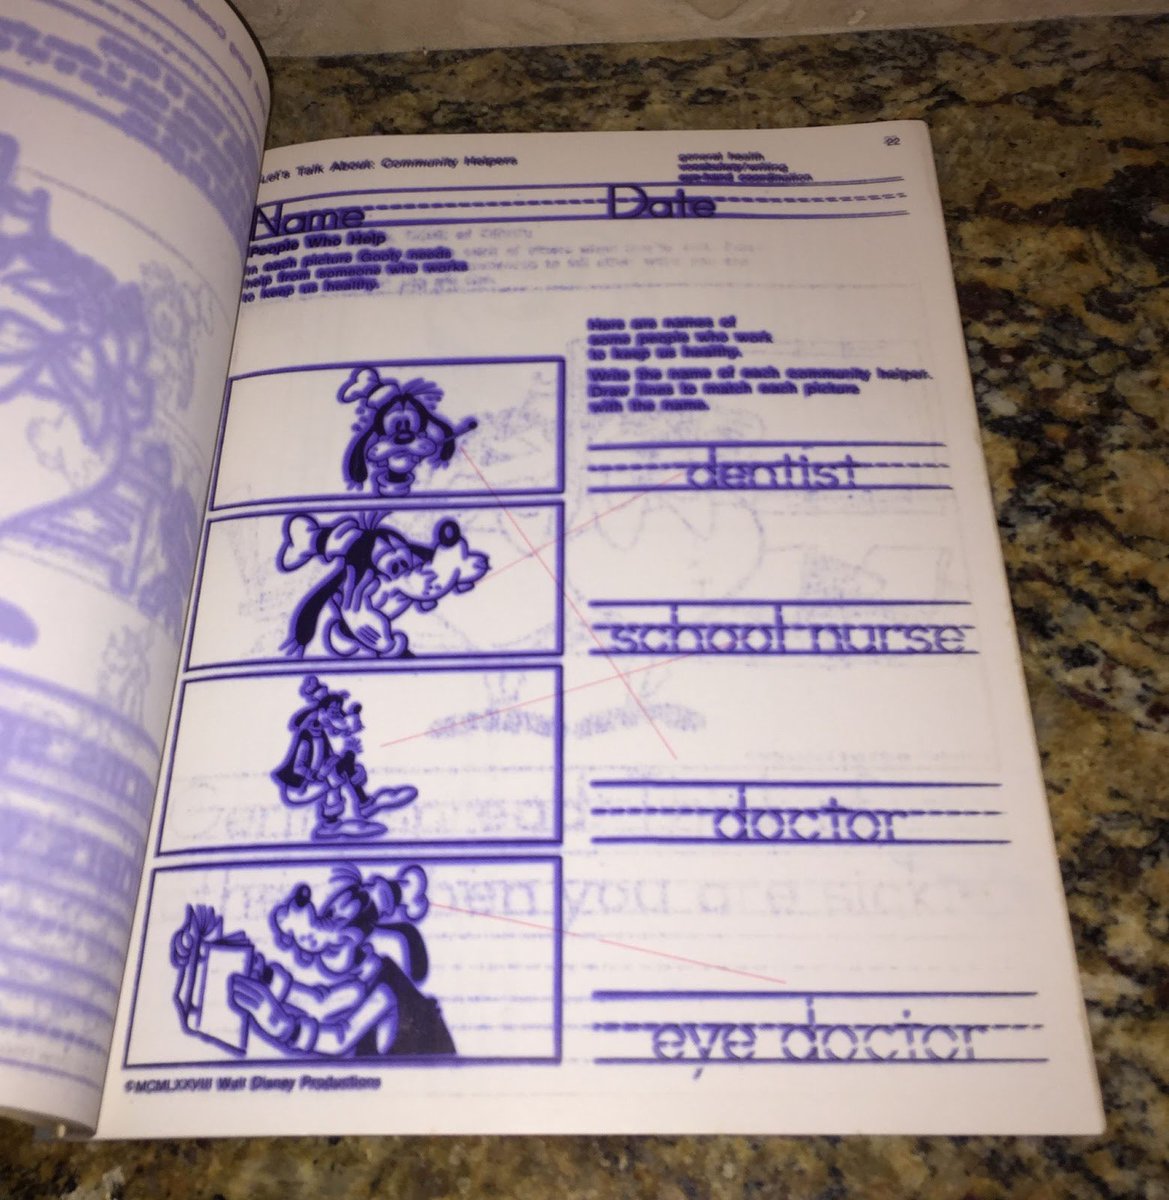 Let's Talk About: Community Helpers
22
general health
vocabulary/writing
eye-hand coordination
Name
Date
People Who Help
In each picture Goofy needs
help from someone who works
to keep us healthy.
Here are names of
some people who work
to keep us healthy.
Write the name of each community helper.
Draw lines to match each picture
with the name.
dentist
school nurse
doctor
eye doctor
©MCMLXXVIII Walt Disney Productions